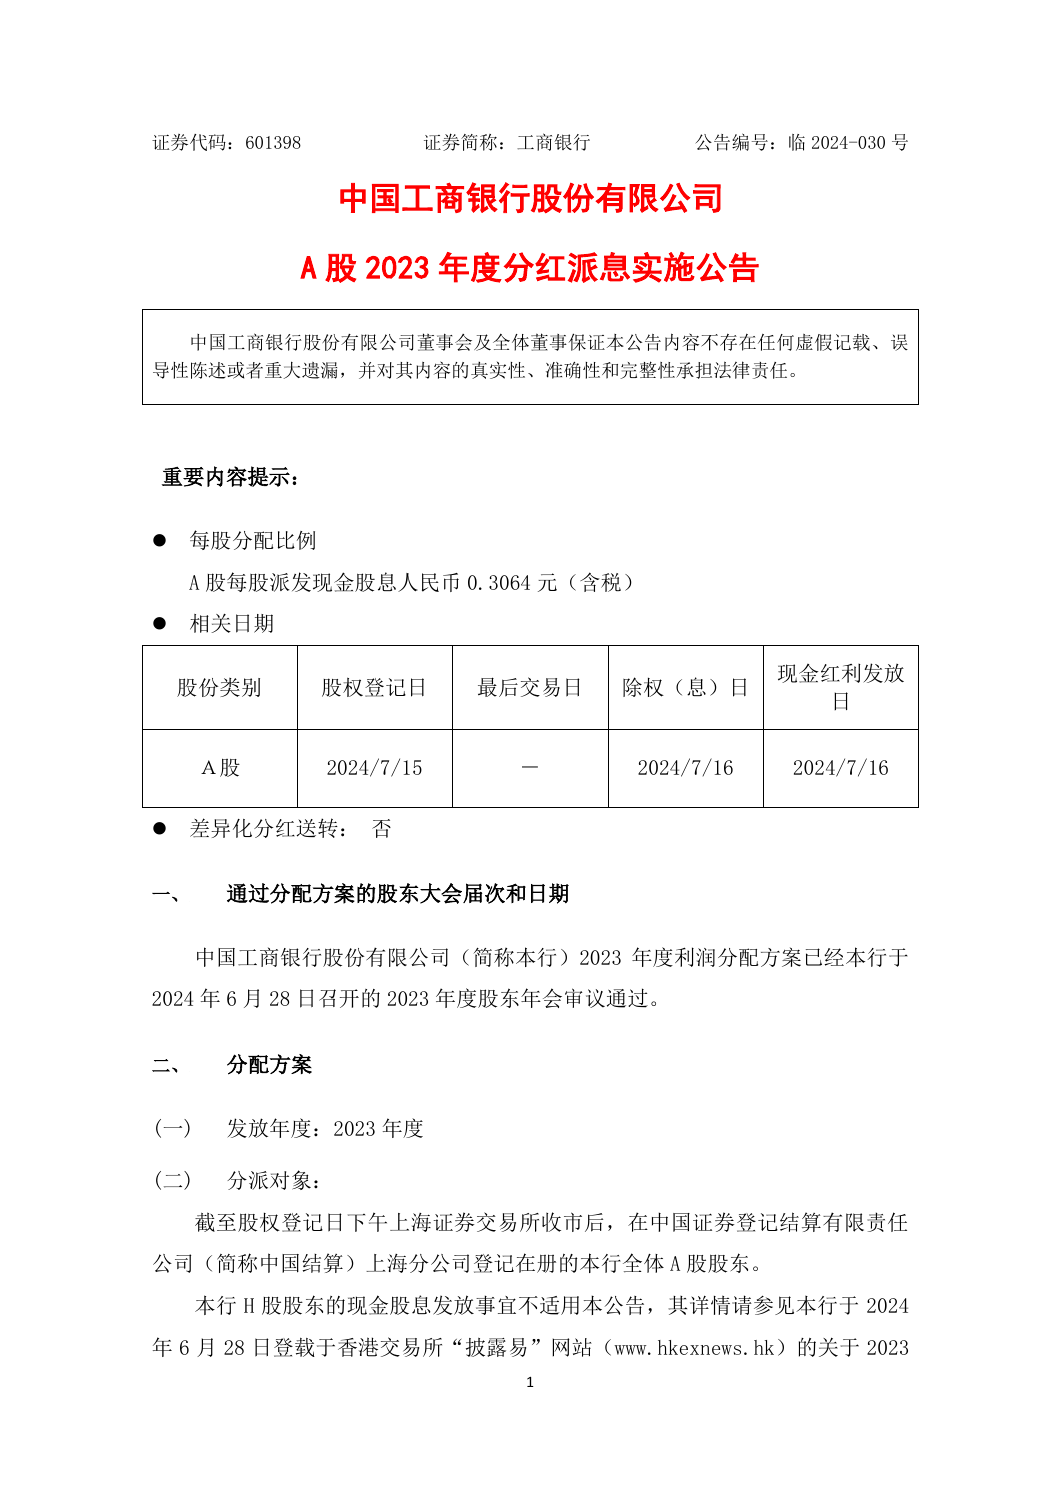 证券代码：601398 证券简称：工商银行 公告编号：临 2024-030 号
中国工商银行股份有限公司
A 股 2023 年度分红派息实施公告
中国工商银行股份有限公司董事会及全体董事保证本公告内容不存在任何虚假记载、误
导性陈述或者重大遗漏，并对其内容的真实性、准确性和完整性承担法律责任。
重要内容提示：
● 每股分配比例
A 股每股派发现金股息人民币 0.3064 元（含税）
● 相关日期
股份类别 股权登记日 最后交易日 除权（息）日 现金红利发放
日
Ａ股 2024/7/15 － 2024/7/16 2024/7/16
● 差异化分红送转： 否
一、 通过分配方案的股东大会届次和日期
中国工商银行股份有限公司（简称本行）2023 年度利润分配方案已经本行于
2024 年 6 月 28 日召开的 2023 年度股东年会审议通过。
二、 分配方案
(一) 发放年度：2023 年度
(二) 分派对象：
截至股权登记日下午上海证券交易所收市后，在中国证券登记结算有限责任
公司（简称中国结算）上海分公司登记在册的本行全体 A 股股东。
本行 H 股股东的现金股息发放事宜不适用本公告，其详情请参见本行于 2024
年 6 月 28 日登载于香港交易所“披露易”网站（www.hkexnews.hk）的关于 2023
1